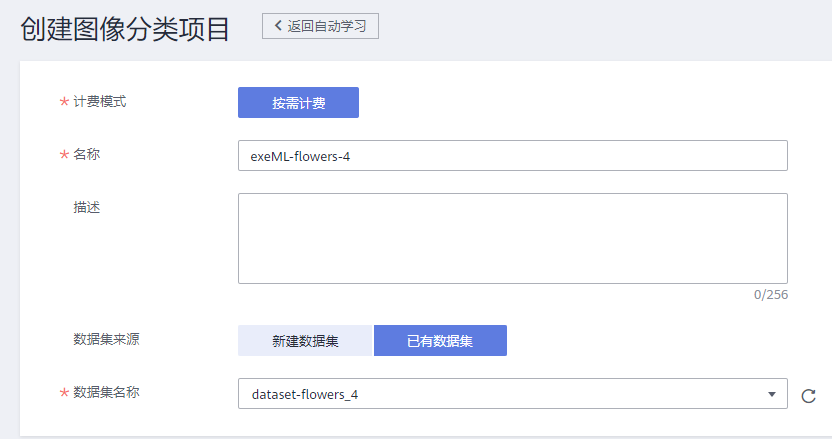 创建图像分类项目 返回自动学习
* 计费模式 按需计费
* 名称 exeML-flowers-4
描述
0/256
数据集来源 新建数据集 已有数据集
* 数据集名称 dataset-flowers_4